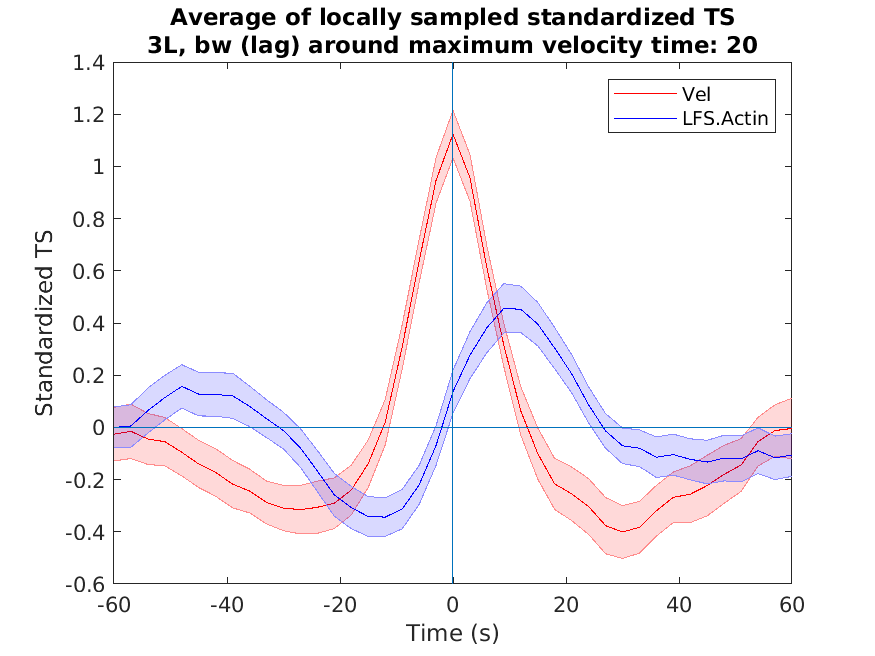 Average of locally sampled standardized TS
3L, bw (lag) around maximum velocity time: 20
1.4
1.2
1
0.8
0.6
0.4
0.2
0
-0.2
-0.4
-0.6
Standardized TS
Vel
LFS.Actin
-60 -40 -20 0 20 40 60
Time (s)